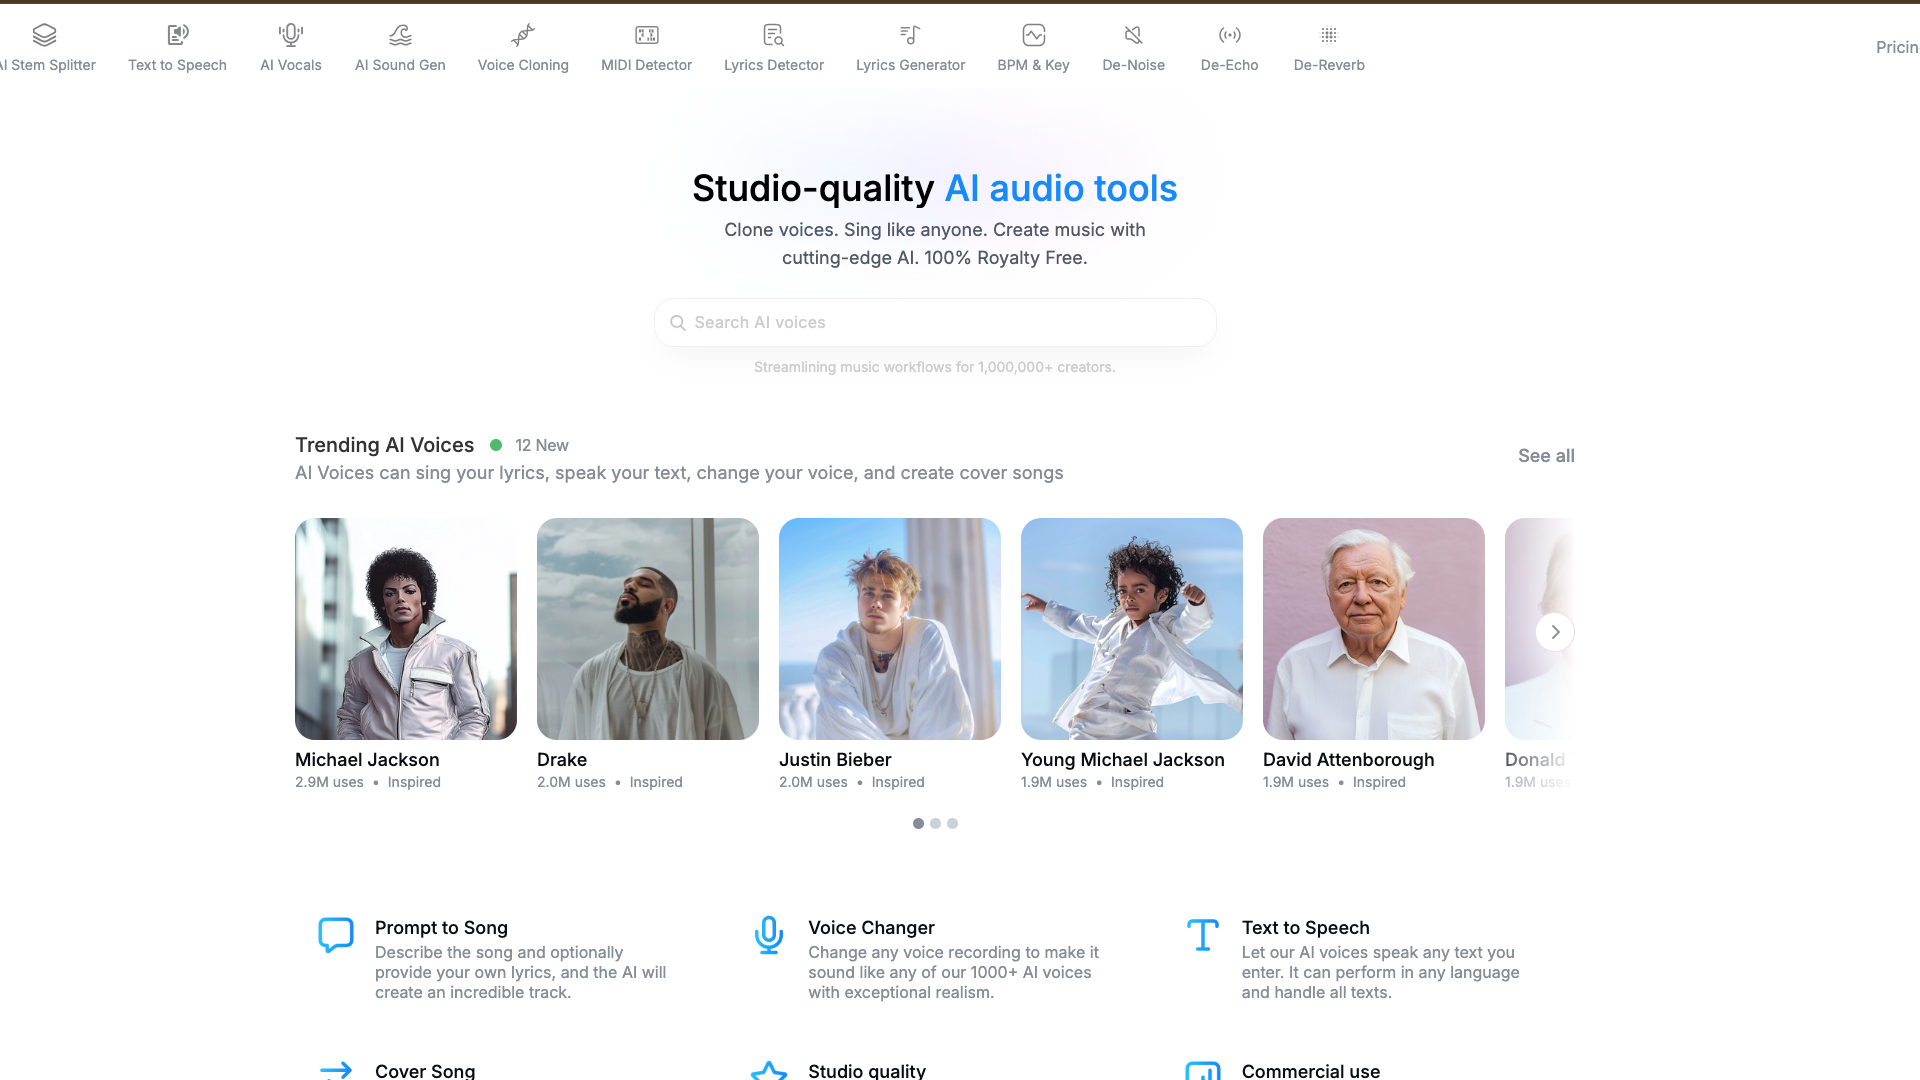 AI Stem Splitter
Text to Speech
AI Vocals
AI Sound Gen
Voice Cloning
MIDI Detector
Lyrics Detector
Lyrics Generator
BPM & Key
De-Noise
De-Echo
De-Reverb
Pricin
Studio-quality AI audio tools
Clone voices. Sing like anyone. Create music with
cutting-edge AI. 100% Royalty Free.
Search AI voices
Streamlining music workflows for 1,000,000+ creators.
Trending AI Voices 12 New
See all
AI Voices can sing your lyrics, speak your text, change your voice, and create cover songs
Michael Jackson
2.9M uses • Inspired
Drake
2.0M uses • Inspired
Justin Bieber
2.0M uses • Inspired
Young Michael Jackson
1.9M uses • Inspired
David Attenborough
1.9M uses • Inspired
Donald
1.9M uses
Prompt to Song
Describe the song and optionally
provide your own lyrics, and the AI will
create an incredible track.
Voice Changer
Change any voice recording to make it
sound like any of our 1000+ AI voices
with exceptional realism.
Text to Speech
Let our AI voices speak any text you
enter. It can perform in any language
and handle all texts.
Cover Song
Studio quality
Commercial use